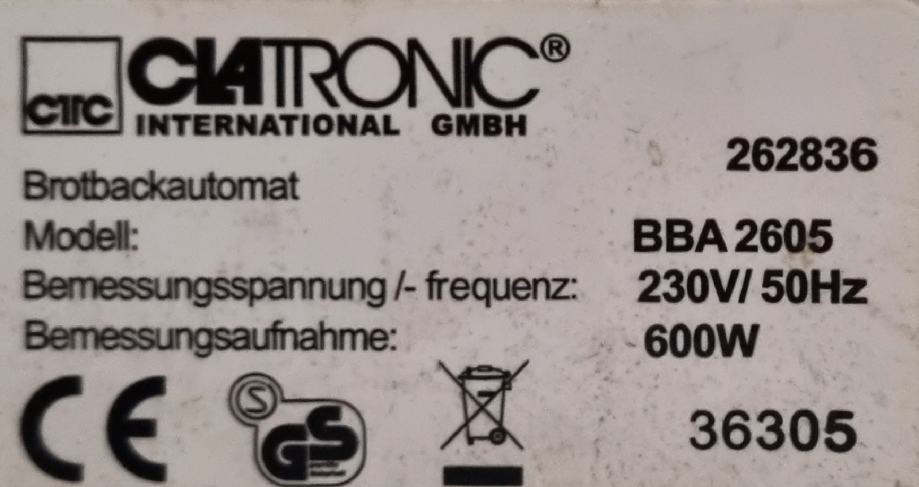 CTC CLATRONIC®
INTERNATIONAL GMBH
262836
Brotbackautomat
Modell: BBA 2605
Bemessungsspannung /- frequenz: 230V/ 50Hz
Bemessungsaufnahme: 600W
CE S GS 36305